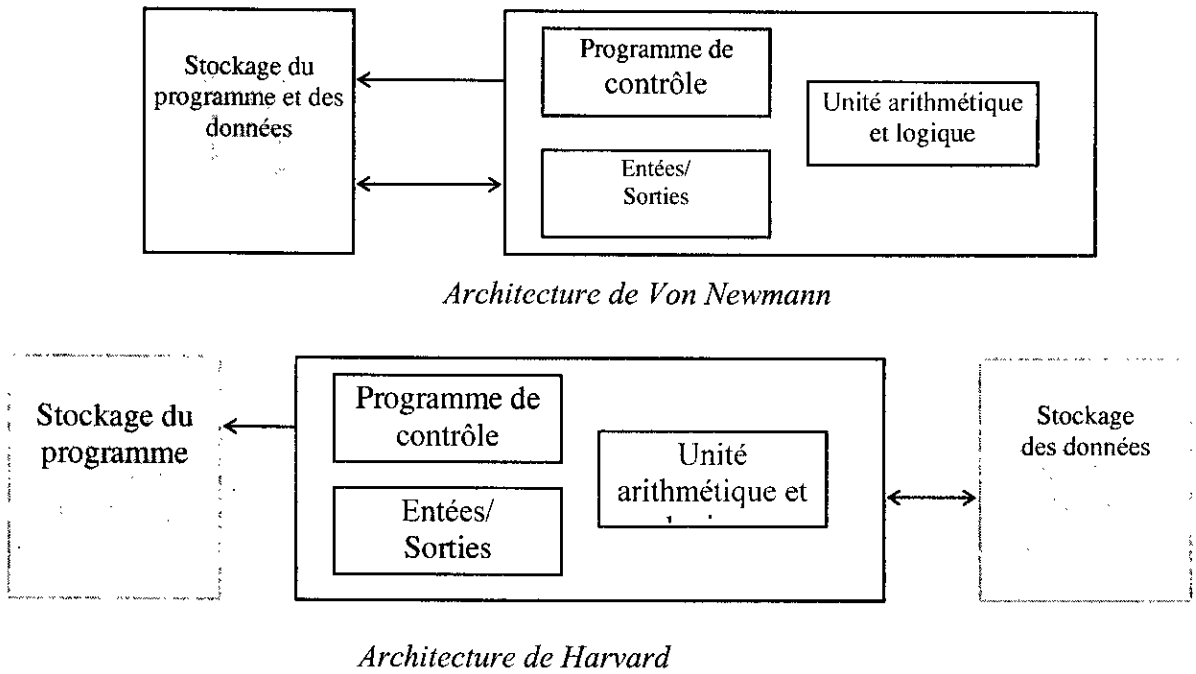 Stockage du
programme et des
données
Programme de
contrôle
Unité arithmétique
et logique
Entées/
Sorties
Architecture de Von Newmann
Stockage du
programme
Programme de
contrôle
Unité
arithmétique et
Entées/
Sorties
Stockage
des données
Architecture de Harvard